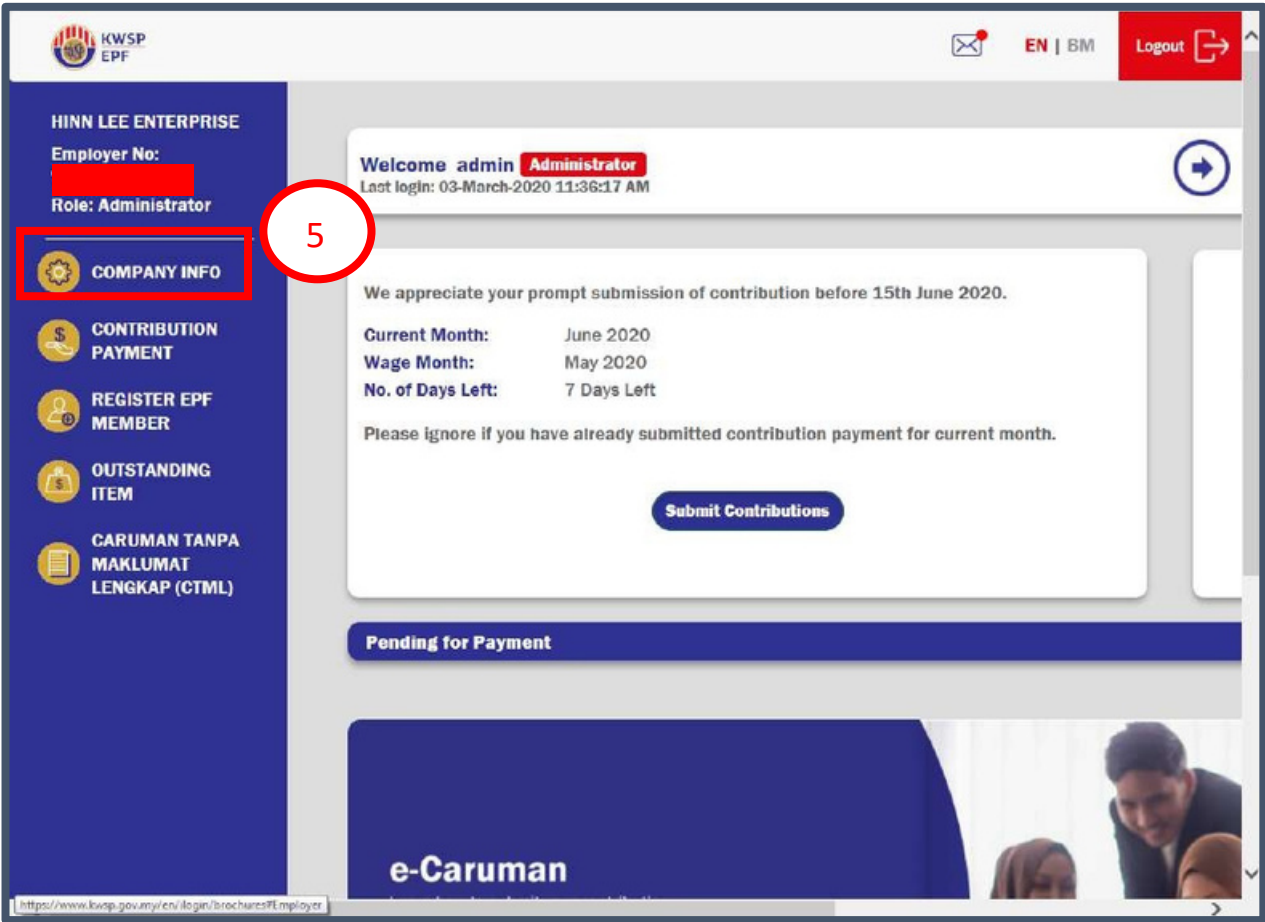 KWSP
EPF
EN | BM
Logout
HINN LEE ENTERPRISE
Employer No:
Role: Administrator
5
COMPANY INFO
CONTRIBUTION
PAYMENT
REGISTER EPF
MEMBER
OUTSTANDING
ITEM
CARUMAN TANPA
MAKLUMAT
LENGKAP (CTML)
Welcome admin Administrator
Last login: 03-March-2020 11:36:17 AM
We appreciate your prompt submission of contribution before 15th June 2020.
Current Month: June 2020
Wage Month: May 2020
No. of Days Left: 7 Days Left
Please ignore if you have already submitted contribution payment for current month.
Submit Contributions
Pending for Payment
e-Caruman
https://www.kwsp.gov.my/en/ilogin/brochures#Employer